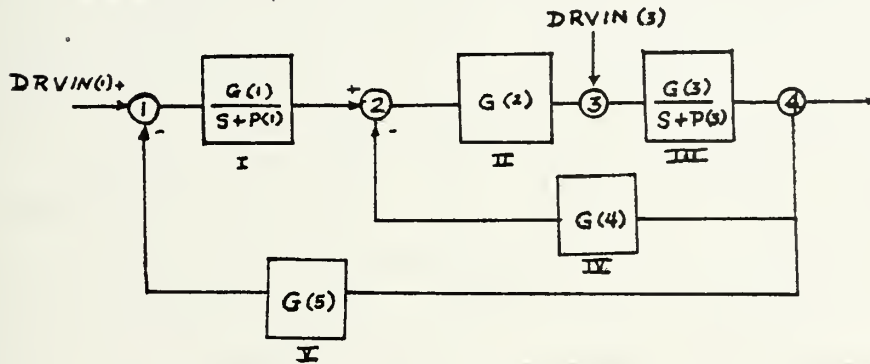 DRVIN (3)
DRVIN(1)+
1
-
G(1)
S+P(1)
I
+
2
-
G(2)
II
3
G(3)
S+P(3)
III
4
G(4)
IV
G(5)
V